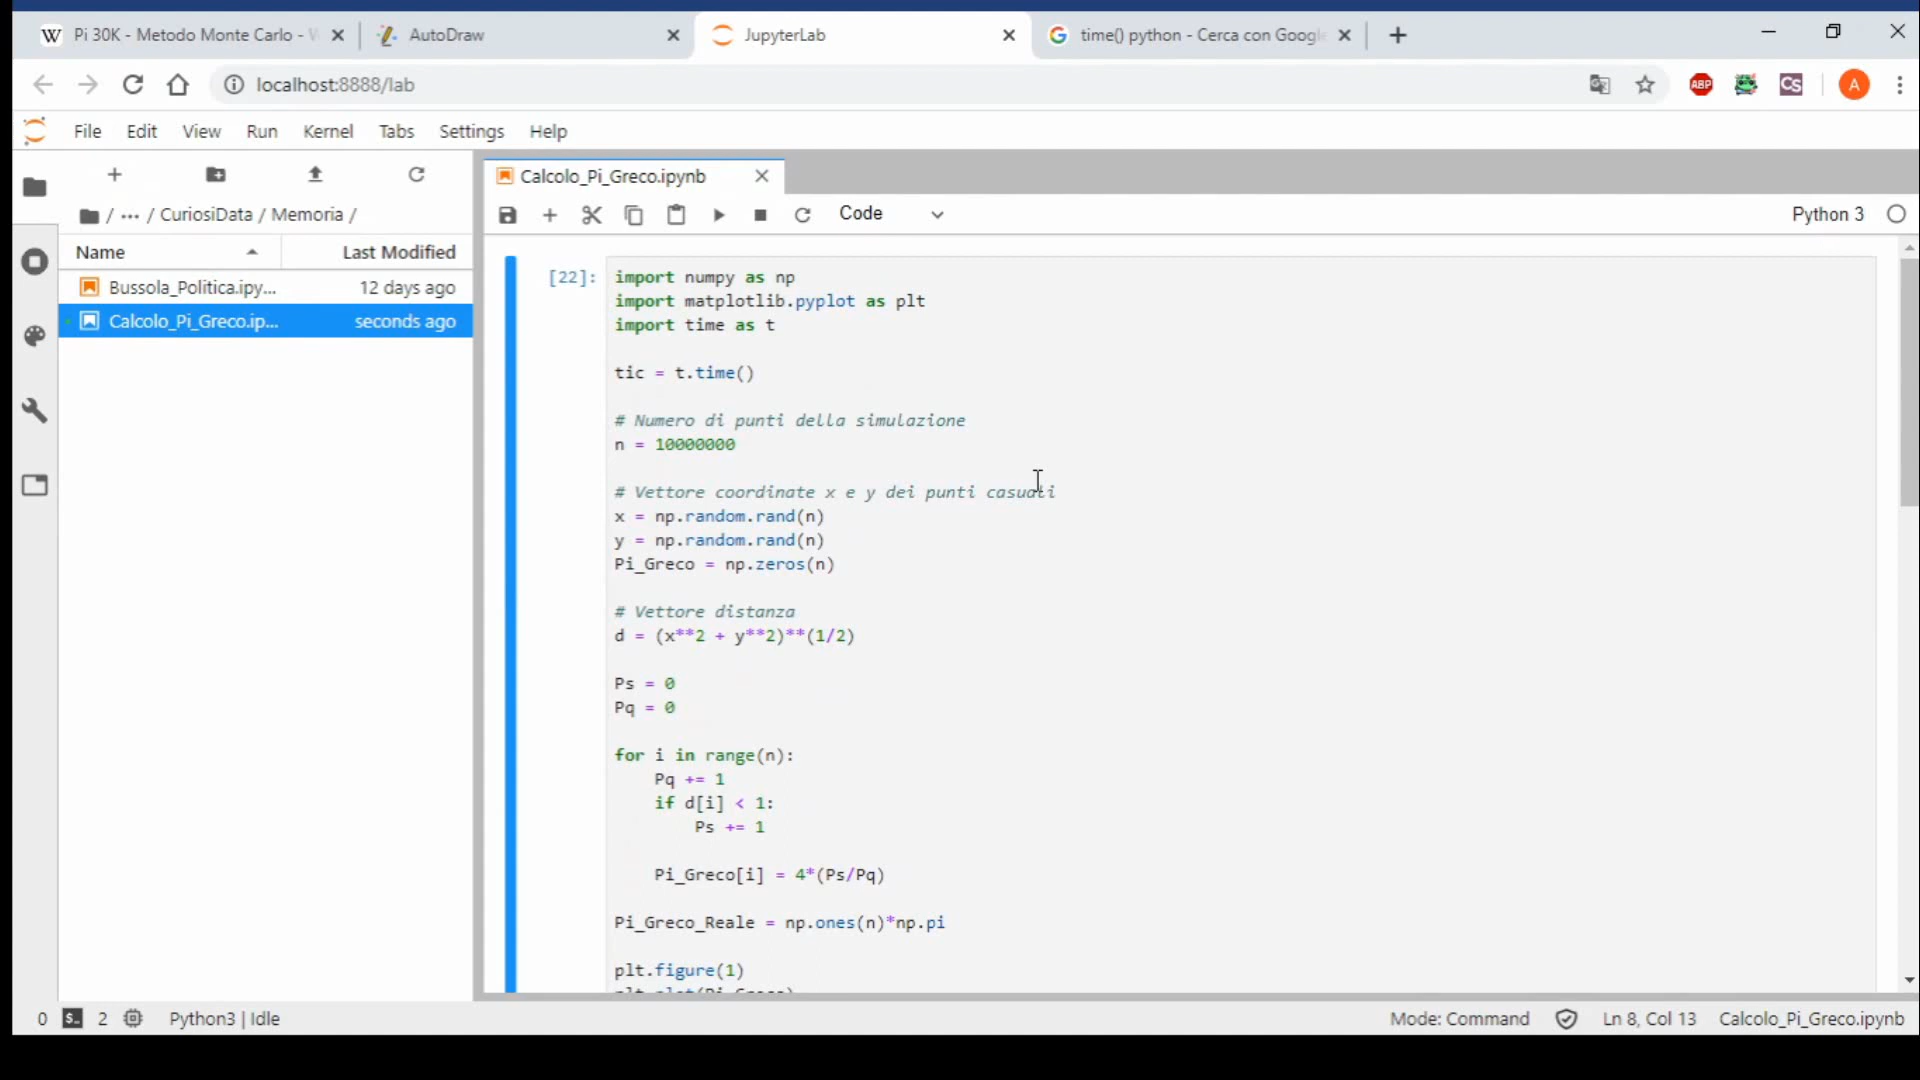 Pi 30K - Metodo Monte Carlo -
AutoDraw
JupyterLab
time() python - Cerca con Google
localhost:8888/lab
ABP
CS
A
File Edit View Run Kernel Tabs Settings Help
Calcolo_Pi_Greco.ipynb
/ ··· / CuriosiData / Memoria /
Code
Python 3
Name
Last Modified
Bussola_Politica.ipy...
12 days ago
Calcolo_Pi_Greco.ip...
seconds ago
[22]:
import numpy as np
import matplotlib.pyplot as plt
import time as t
tic = t.time()
# Numero di punti della simulazione
n = 10000000
# Vettore coordinate x e y dei punti casuali
x = np.random.rand(n)
y = np.random.rand(n)
Pi_Greco = np.zeros(n)
# Vettore distanza
d = (x**2 + y**2)**(1/2)
Ps = 0
Pq = 0
for i in range(n):
    Pq += 1
    if d[i] < 1:
        Ps += 1
    Pi_Greco[i] = 4*(Ps/Pq)
Pi_Greco_Reale = np.ones(n)*np.pi
plt.figure(1)
plt.plot(Pi_Greco)
0
2
Python3 | Idle
Mode: Command
Ln 8, Col 13
Calcolo_Pi_Greco.ipynb